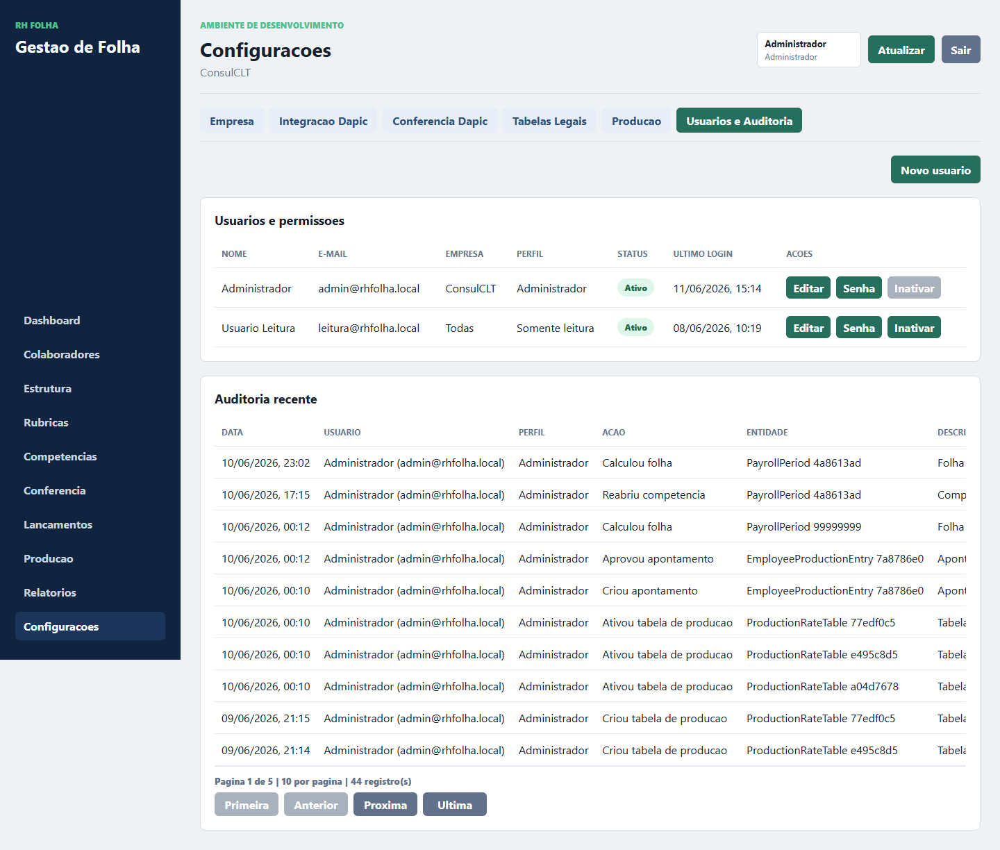 RH FOLHA
Gestao de Folha
Dashboard
Colaboradores
Estrutura
Rubricas
Competencias
Conferencia
Lancamentos
Producao
Relatorios
Configuracoes
AMBIENTE DE DESENVOLVIMENTO
Configuracoes
ConsulCLT
Administrador
Administrador
Atualizar
Sair
Empresa
Integracao Dapic
Conferencia Dapic
Tabelas Legais
Producao
Usuarios e Auditoria
Novo usuario
Usuarios e permissoes
NOME E-MAIL EMPRESA PERFIL STATUS ULTIMO LOGIN ACOES
Administrador admin@rhfolha.local ConsulCLT Administrador Ativo 11/06/2026, 15:14 Editar Senha Inativar
Usuario Leitura leitura@rhfolha.local Todas Somente leitura Ativo 08/06/2026, 10:19 Editar Senha Inativar
Auditoria recente
DATA USUARIO PERFIL ACAO ENTIDADE DESCRI
10/06/2026, 23:02 Administrador (admin@rhfolha.local) Administrador Calculou folha PayrollPeriod 4a8613ad Folha
10/06/2026, 17:15 Administrador (admin@rhfolha.local) Administrador Reabriu competencia PayrollPeriod 4a8613ad Comp
10/06/2026, 00:12 Administrador (admin@rhfolha.local) Administrador Calculou folha PayrollPeriod 99999999 Folha
10/06/2026, 00:12 Administrador (admin@rhfolha.local) Administrador Aprovou apontamento EmployeeProductionEntry 7a8786e0 Apont
10/06/2026, 00:10 Administrador (admin@rhfolha.local) Administrador Criou apontamento EmployeeProductionEntry 7a8786e0 Apont
10/06/2026, 00:10 Administrador (admin@rhfolha.local) Administrador Ativou tabela de producao ProductionRateTable 77edf0c5 Tabela
10/06/2026, 00:10 Administrador (admin@rhfolha.local) Administrador Ativou tabela de producao ProductionRateTable e495c8d5 Tabela
10/06/2026, 00:10 Administrador (admin@rhfolha.local) Administrador Ativou tabela de producao ProductionRateTable a04d7678 Tabela
09/06/2026, 21:15 Administrador (admin@rhfolha.local) Administrador Criou tabela de producao ProductionRateTable 77edf0c5 Tabela
09/06/2026, 21:14 Administrador (admin@rhfolha.local) Administrador Criou tabela de producao ProductionRateTable e495c8d5 Tabela
Pagina 1 de 5 | 10 por pagina | 44 registro(s)
Primeira Anterior Proxima Ultima